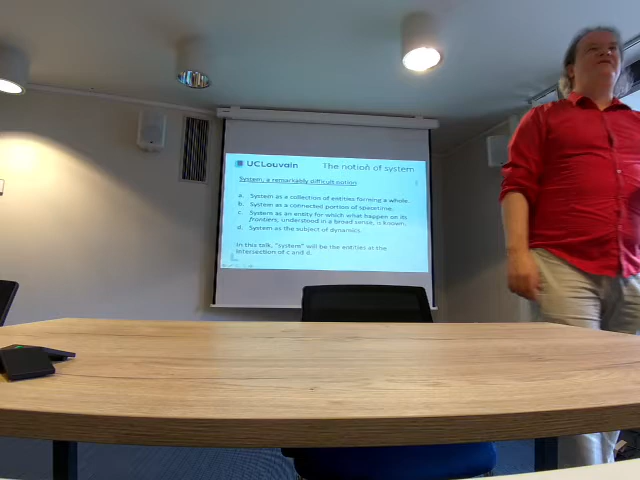 UCLouvain The notion of system
System, a remarkably difficult notion
a. System as a collection of entities forming a whole.
b. System as a connected portion of spacetime.
c. System as an entity for which what happen on its
frontiers, understood in a broad sense, is known.
d. System as the subject of dynamics.
In this talk, "system" will be the entities at the
intersection of c and d.